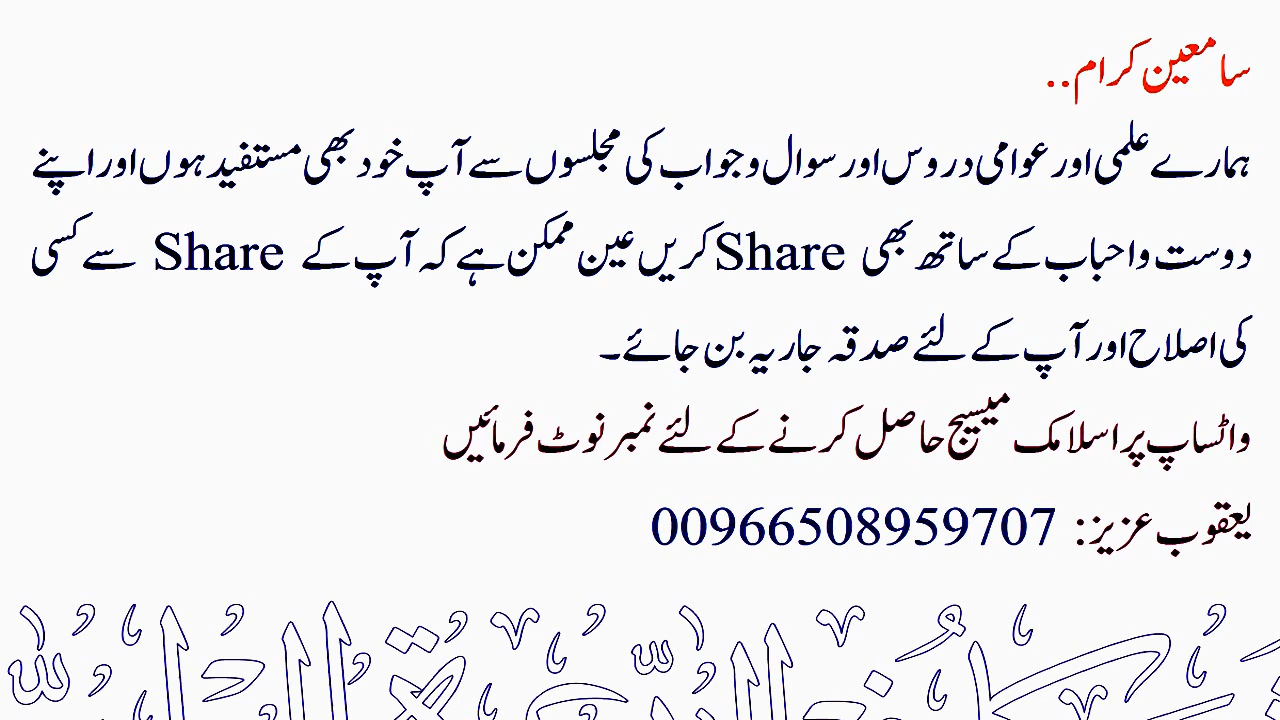 سامعین کرام..
ہمارے علمی اور عوامی دروس اور سوال وجواب کی مجلسوں سے آپ خود بھی مستفید ہوں اور اپنے
دوست واحباب کے ساتھ بھی Share کریں عین ممکن ہے کہ آپ کے Share سے کسی
کی اصلاح اور آپ کے لئے صدقہ جاریہ بن جائے۔
واٹساپ پر اسلامک میسیج حاصل کرنے کے لئے نمبر نوٹ فرمائیں
یعقوب عزیز: 00966508959707